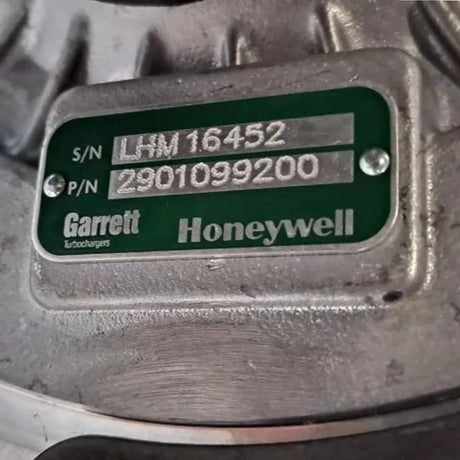 S/N LHM16452
P/N 2901099200
Garrett Honeywell
Turbochargers